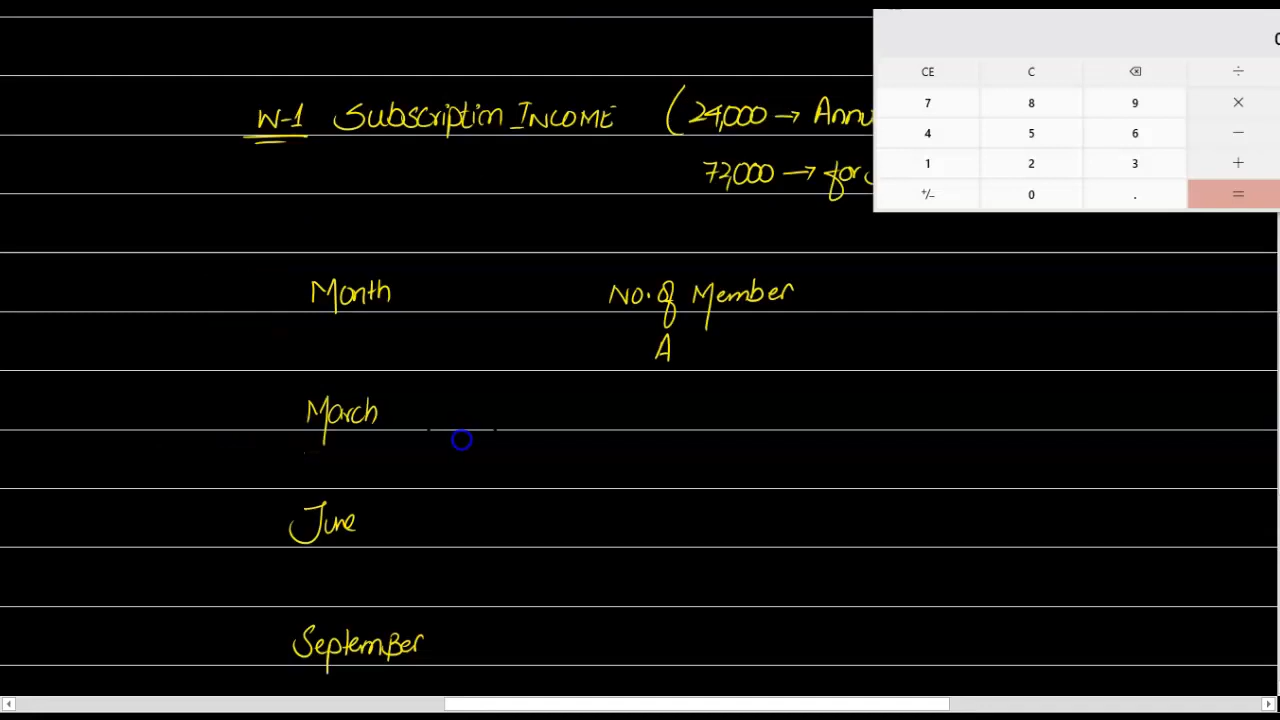 W-1 Subscription INCOME (24,000 → Annu
72,000 → for
Month No. of Member
A
March
June
September
0
CE C ÷
7 8 9 ×
4 5 6 −
1 2 3 +
+/− 0 . =